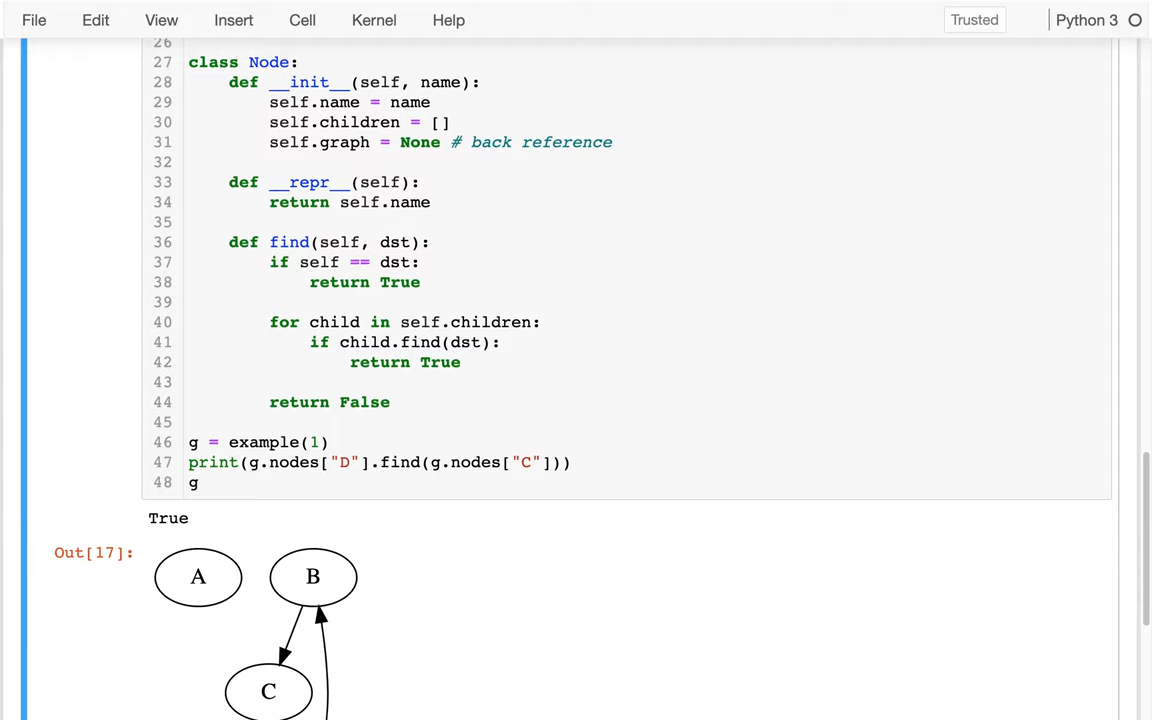 File Edit View Insert Cell Kernel Help Trusted Python 3
26
27 class Node:
28     def __init__(self, name):
29         self.name = name
30         self.children = []
31         self.graph = None # back reference
32
33     def __repr__(self):
34         return self.name
35
36     def find(self, dst):
37         if self == dst:
38             return True
39
40         for child in self.children:
41             if child.find(dst):
42                 return True
43
44         return False
45
46 g = example(1)
47 print(g.nodes["D"].find(g.nodes["C"]))
48 g
True
Out[17]:
A B
C